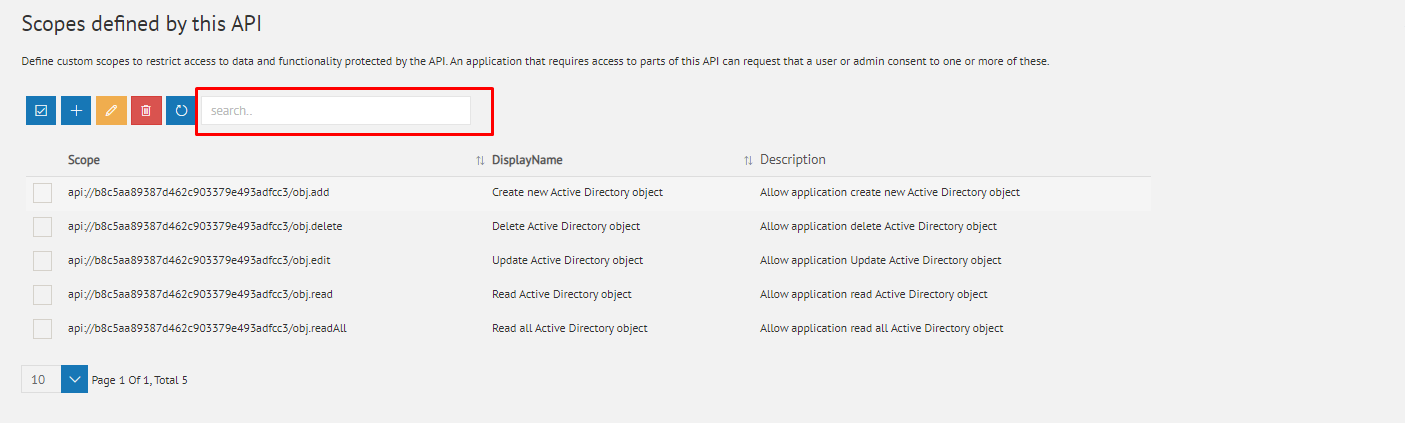 Scopes defined by this API
Define custom scopes to restrict access to data and functionality protected by the API. An application that requires access to parts of this API can request that a user or admin consent to one or more of these.
search..
Scope DisplayName Description
api://b8c5aa89387d462c903379e493adfcc3/obj.add Create new Active Directory object Allow application create new Active Directory object
api://b8c5aa89387d462c903379e493adfcc3/obj.delete Delete Active Directory object Allow application delete Active Directory object
api://b8c5aa89387d462c903379e493adfcc3/obj.edit Update Active Directory object Allow application Update Active Directory object
api://b8c5aa89387d462c903379e493adfcc3/obj.read Read Active Directory object Allow application read Active Directory object
api://b8c5aa89387d462c903379e493adfcc3/obj.readAll Read all Active Directory object Allow application read all Active Directory object
10 Page 1 Of 1, Total 5